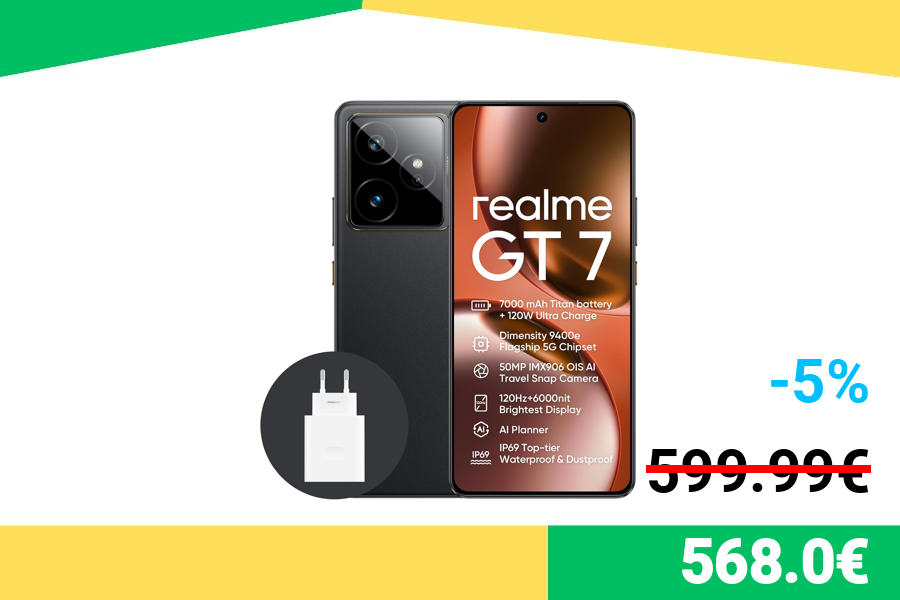 realme
GT 7
7000 mAh Titan battery
+ 120W Ultra Charge
Dimensity 9400e
Flagship 5G Chipset
50MP IMX906 OIS AI
Travel Snap Camera
120Hz+6000nit
Brightest Display
AI
AI Planner
IP69 Top-tier
IP69
Waterproof & Dustproof
-5%
599.99€
568.0€